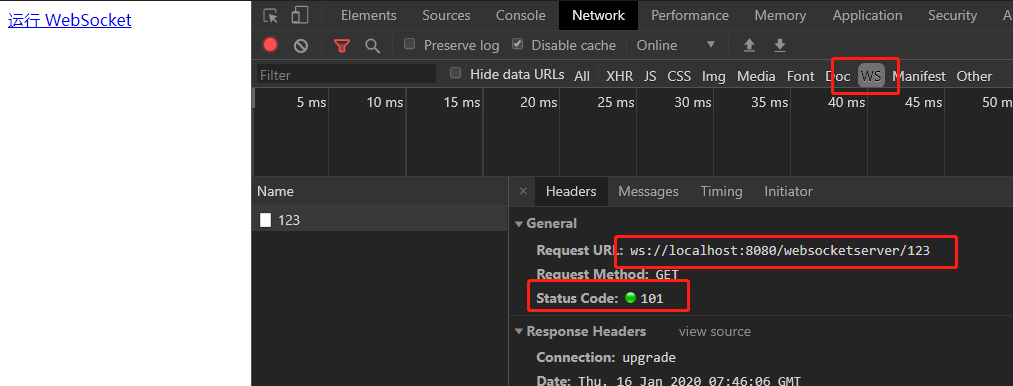 运行 WebSocket
Elements Sources Console Network Performance Memory Application Security A
Preserve log Disable cache Online
Filter Hide data URLs All XHR JS CSS Img Media Font Doc WS Manifest Other
5 ms 10 ms 15 ms 20 ms 25 ms 30 ms 35 ms 40 ms 45 ms 50 m
Name
123
× Headers Messages Timing Initiator
General
Request URL: ws://localhost:8080/websocketserver/123
Request Method: GET
Status Code: 101
Response Headers view source
Connection: upgrade
Date: Thu, 16 Jan 2020 07:46:06 GMT